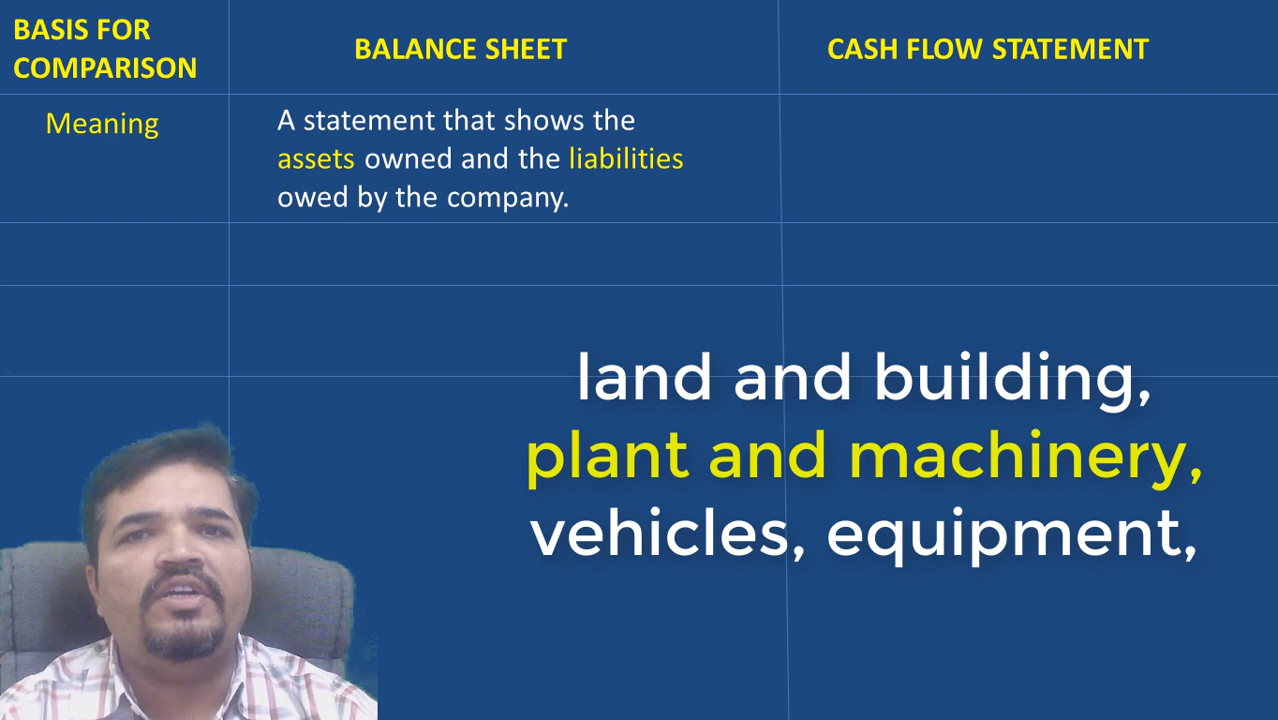 BASIS FOR
COMPARISON
BALANCE SHEET
CASH FLOW STATEMENT
Meaning
A statement that shows the
assets owned and the liabilities
owed by the company.
land and building,
plant and machinery,
vehicles, equipment,